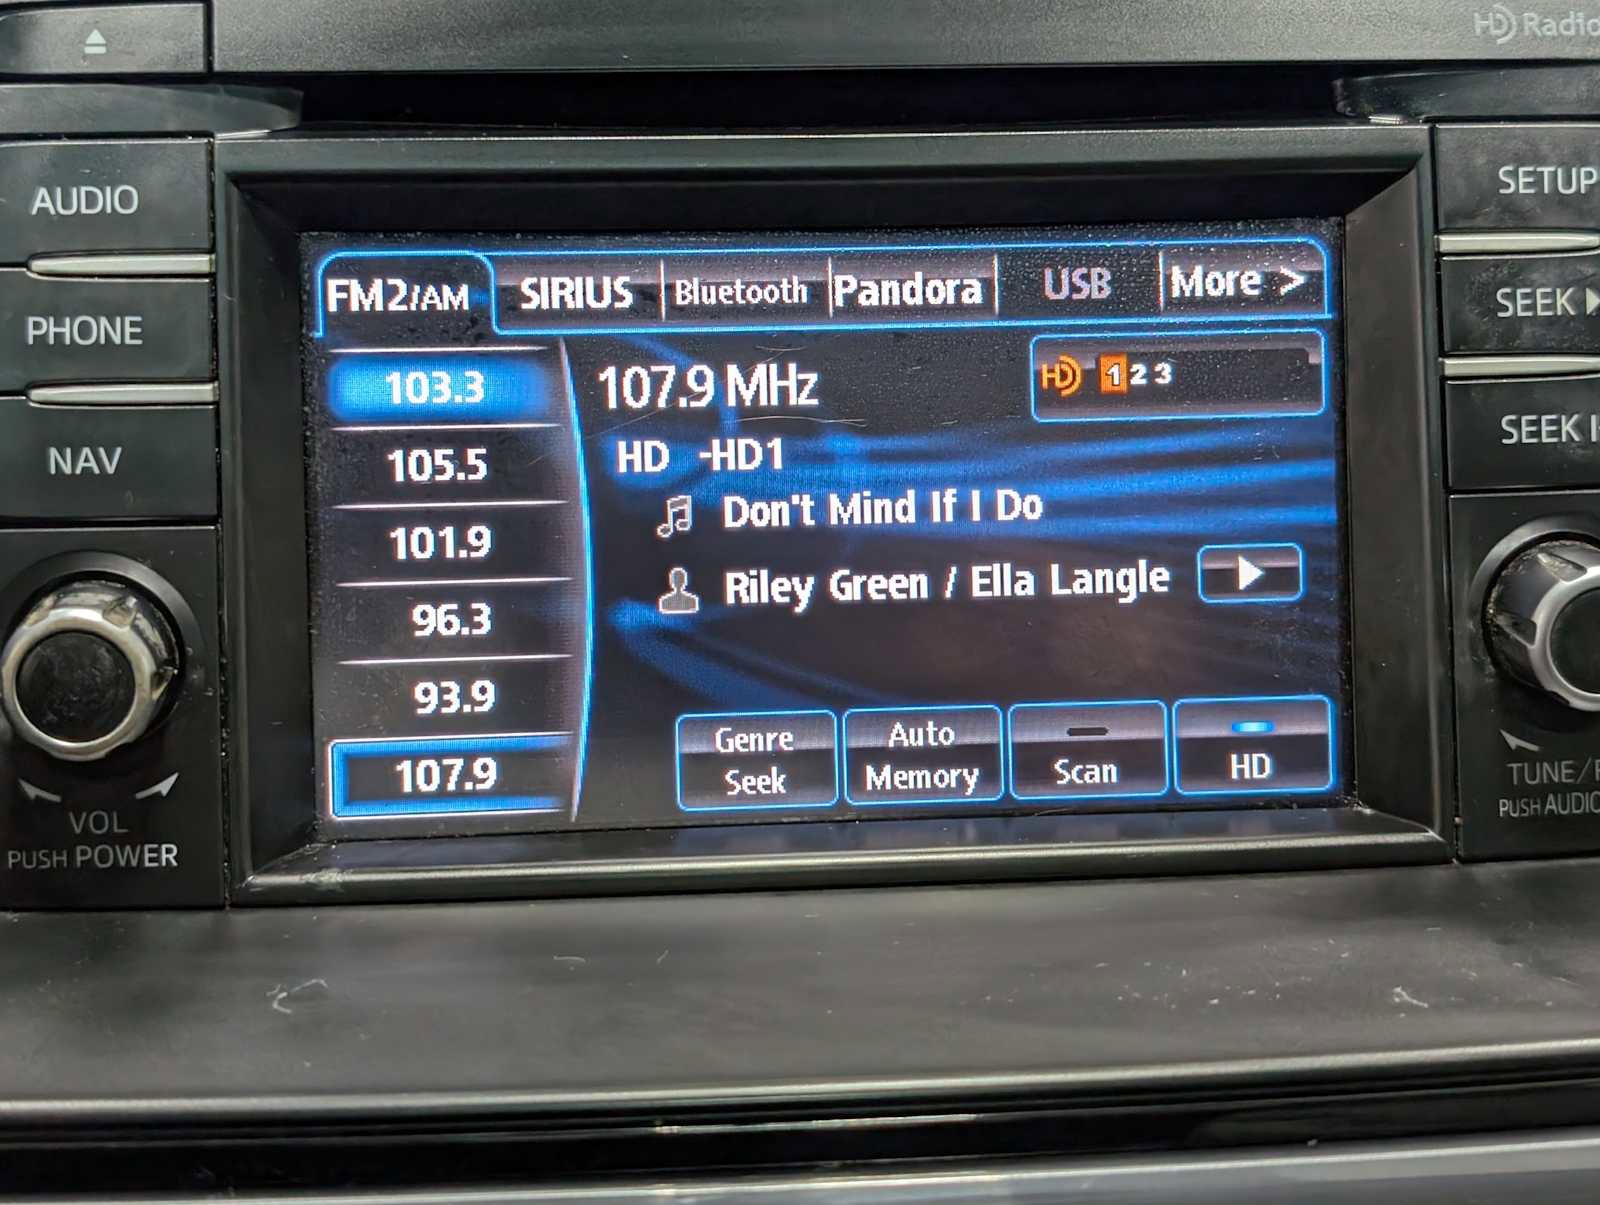 HD Radio
AUDIO
PHONE
NAV
VOL
PUSH POWER
SETUP
SEEK
SEEK
TUNE/
PUSH AUDIO
FM2/AM
SIRIUS
Bluetooth
Pandora
USB
More >
103.3
105.5
101.9
96.3
93.9
107.9
107.9 MHz
HD 1 2 3
HD -HD1
Don't Mind If I Do
Riley Green / Ella Langle
Genre
Seek
Auto
Memory
Scan
HD